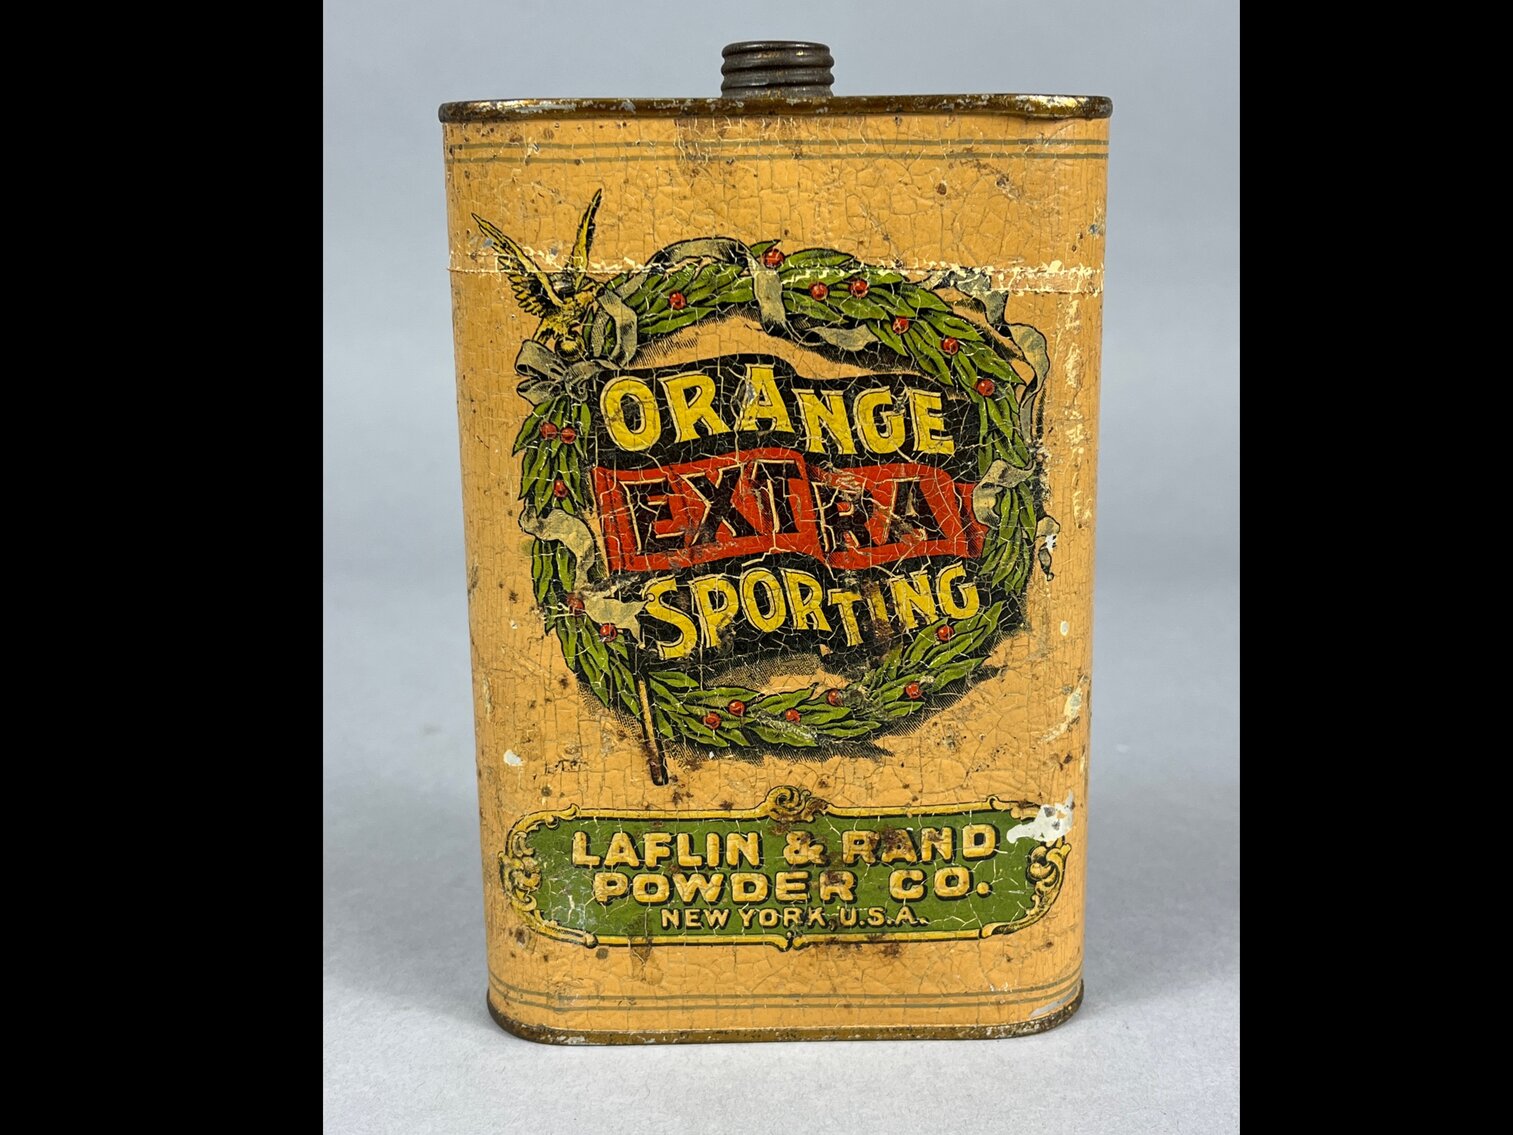 ORANGE
EXTRA
SPORTING
LAFLIN & RAND
POWDER CO.
NEW YORK, U.S.A.